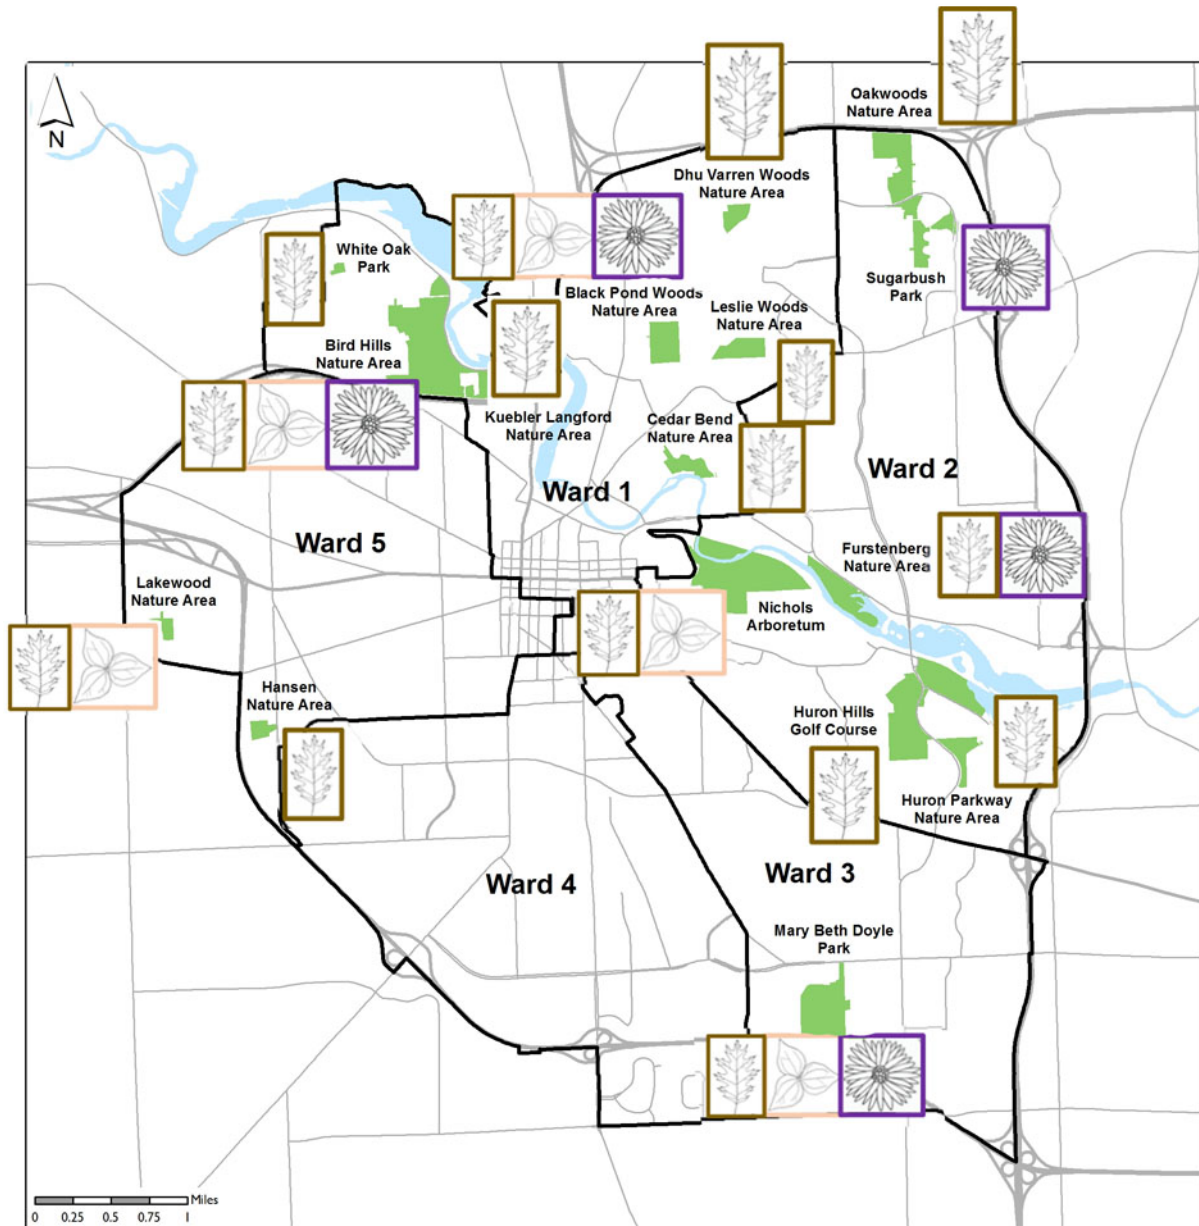 Oakwoods
Nature Area
N
Dhu Varren Woods
Nature Area
White Oak
Park
Sugarbush
Park
Black Pond Woods
Nature Area
Leslie Woods
Nature Area
Bird Hills
Nature Area
Kuebler Langford
Nature Area
Cedar Bend
Nature Area
Ward 2
Ward 1
Ward 5
Furstenberg
Nature Area
Lakewood
Nature Area
Nichols
Arboretum
Hansen
Nature Area
Huron Hills
Golf Course
Huron Parkway
Nature Area
Ward 3
Ward 4
Mary Beth Doyle
Park
Miles
0 0.25 0.5 0.75 1